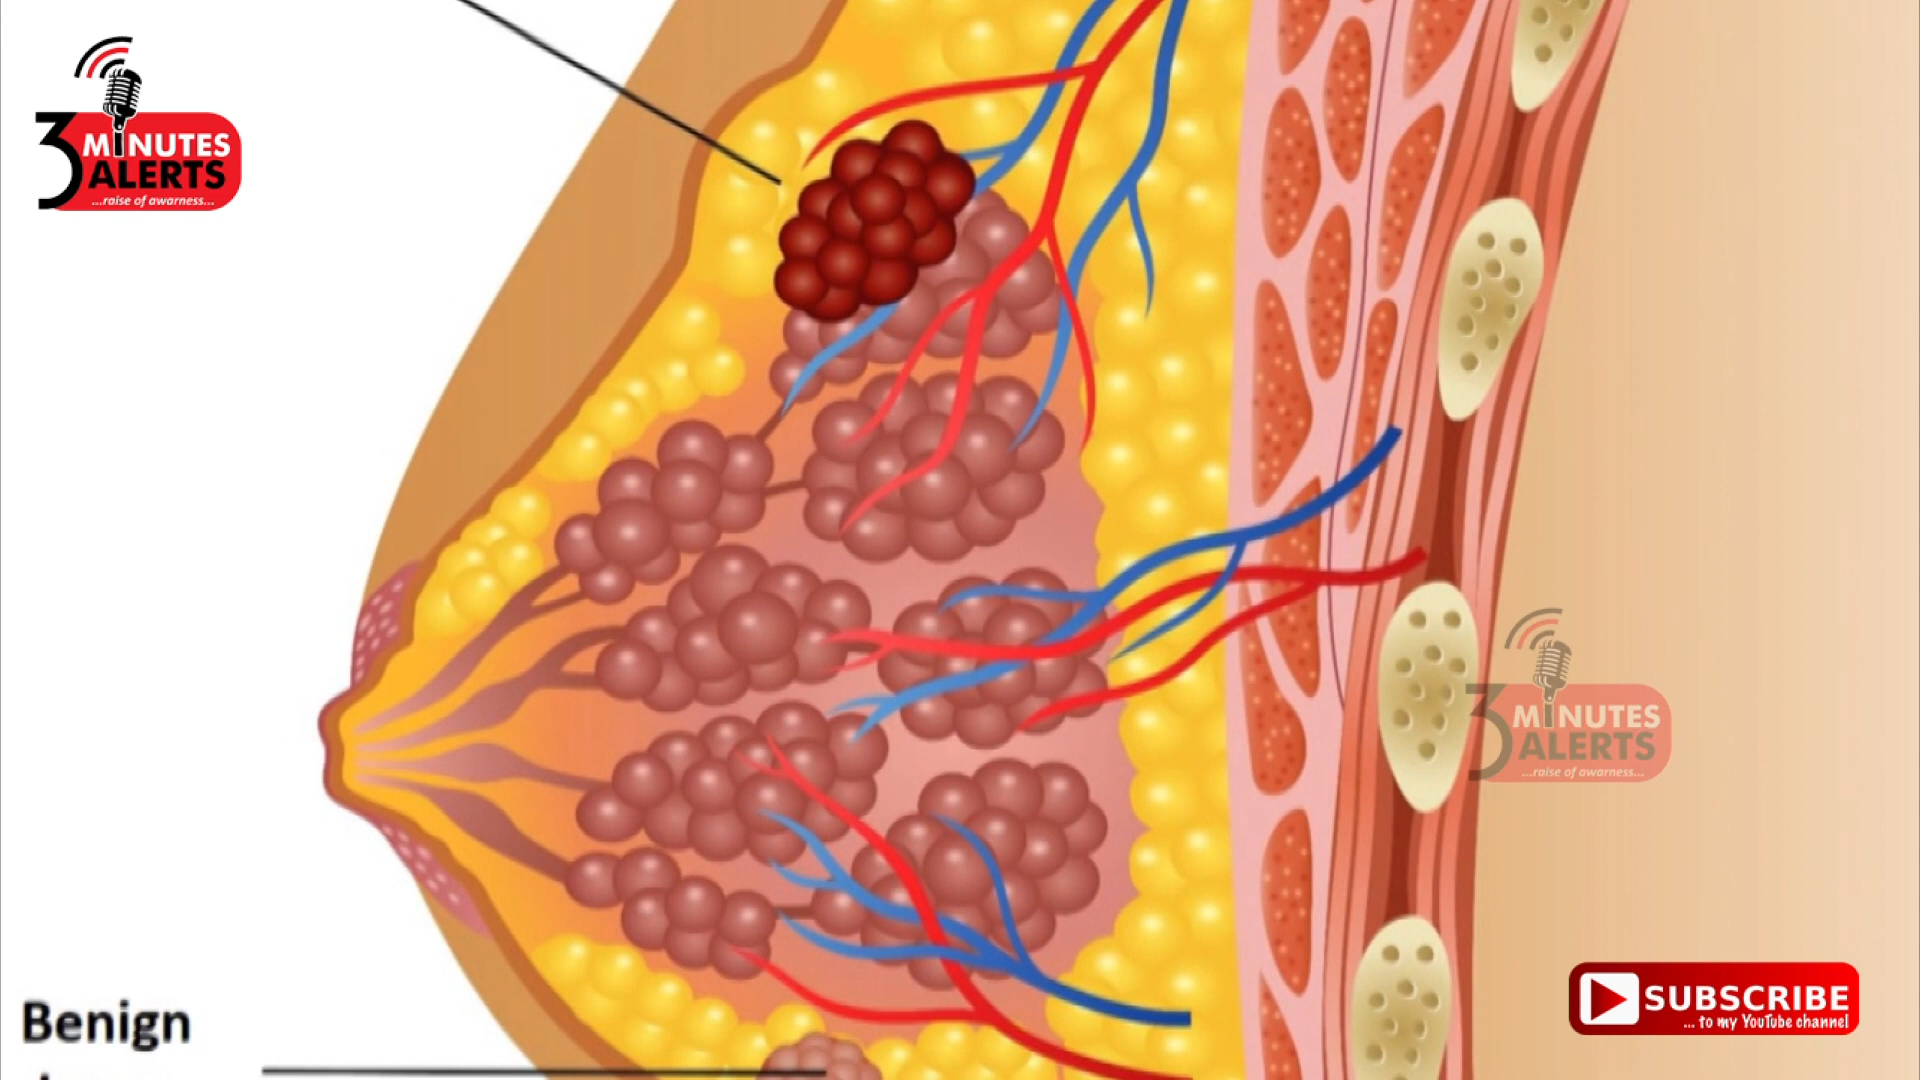 3 MINUTES
ALERTS
...raise of awarness...
3 MINUTES
ALERTS
...raise of awarness...
Benign
SUBSCRIBE
... to my YouTube channel